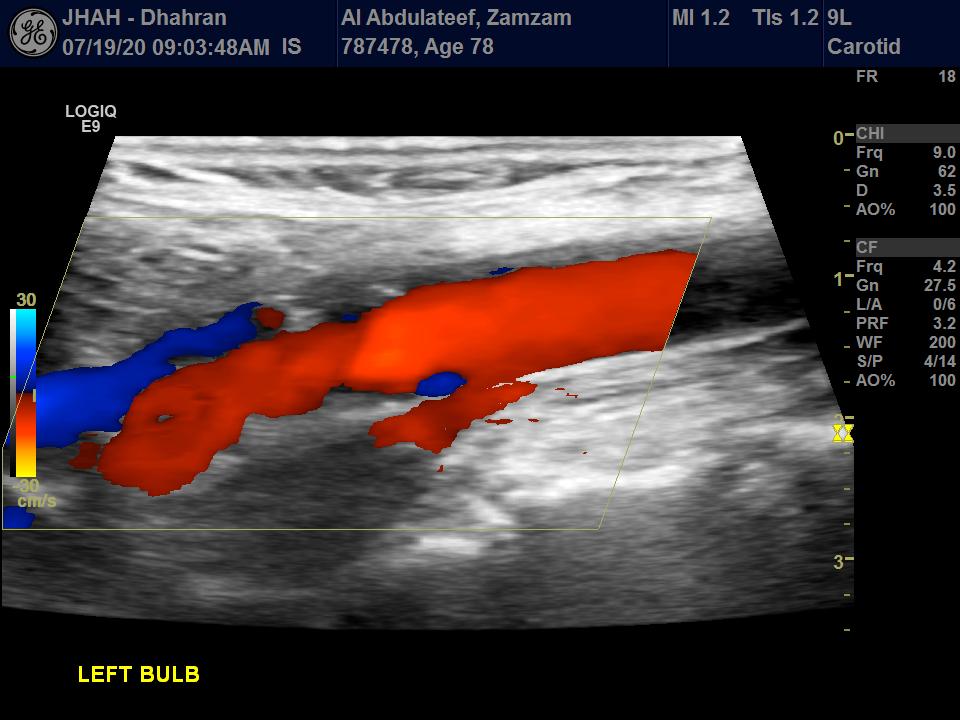 JHAH - Dhahran
07/19/20 09:03:48AM IS
Al Abdulateef, Zamzam
787478, Age 78
MI 1.2 TIs 1.2
9L
Carotid
LOGIQ
E9
FR 18
CHI
Frq 9.0
Gn 62
D 3.5
AO% 100
CF
Frq 4.2
Gn 27.5
L/A 0/6
PRF 3.2
WF 200
S/P 4/14
AO% 100
0
1
2
3
30
-30
cm/s
LEFT BULB